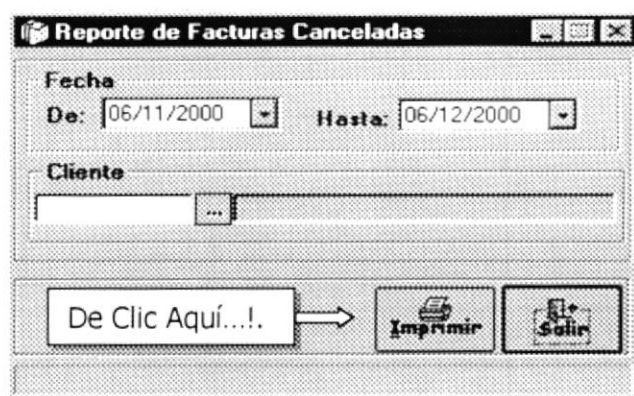 Reporte de Facturas Canceladas
Fecha
De: 06/11/2000 Hasta: 06/12/2000
Cliente
...
De Clic Aquí...!. Imprimir Salir